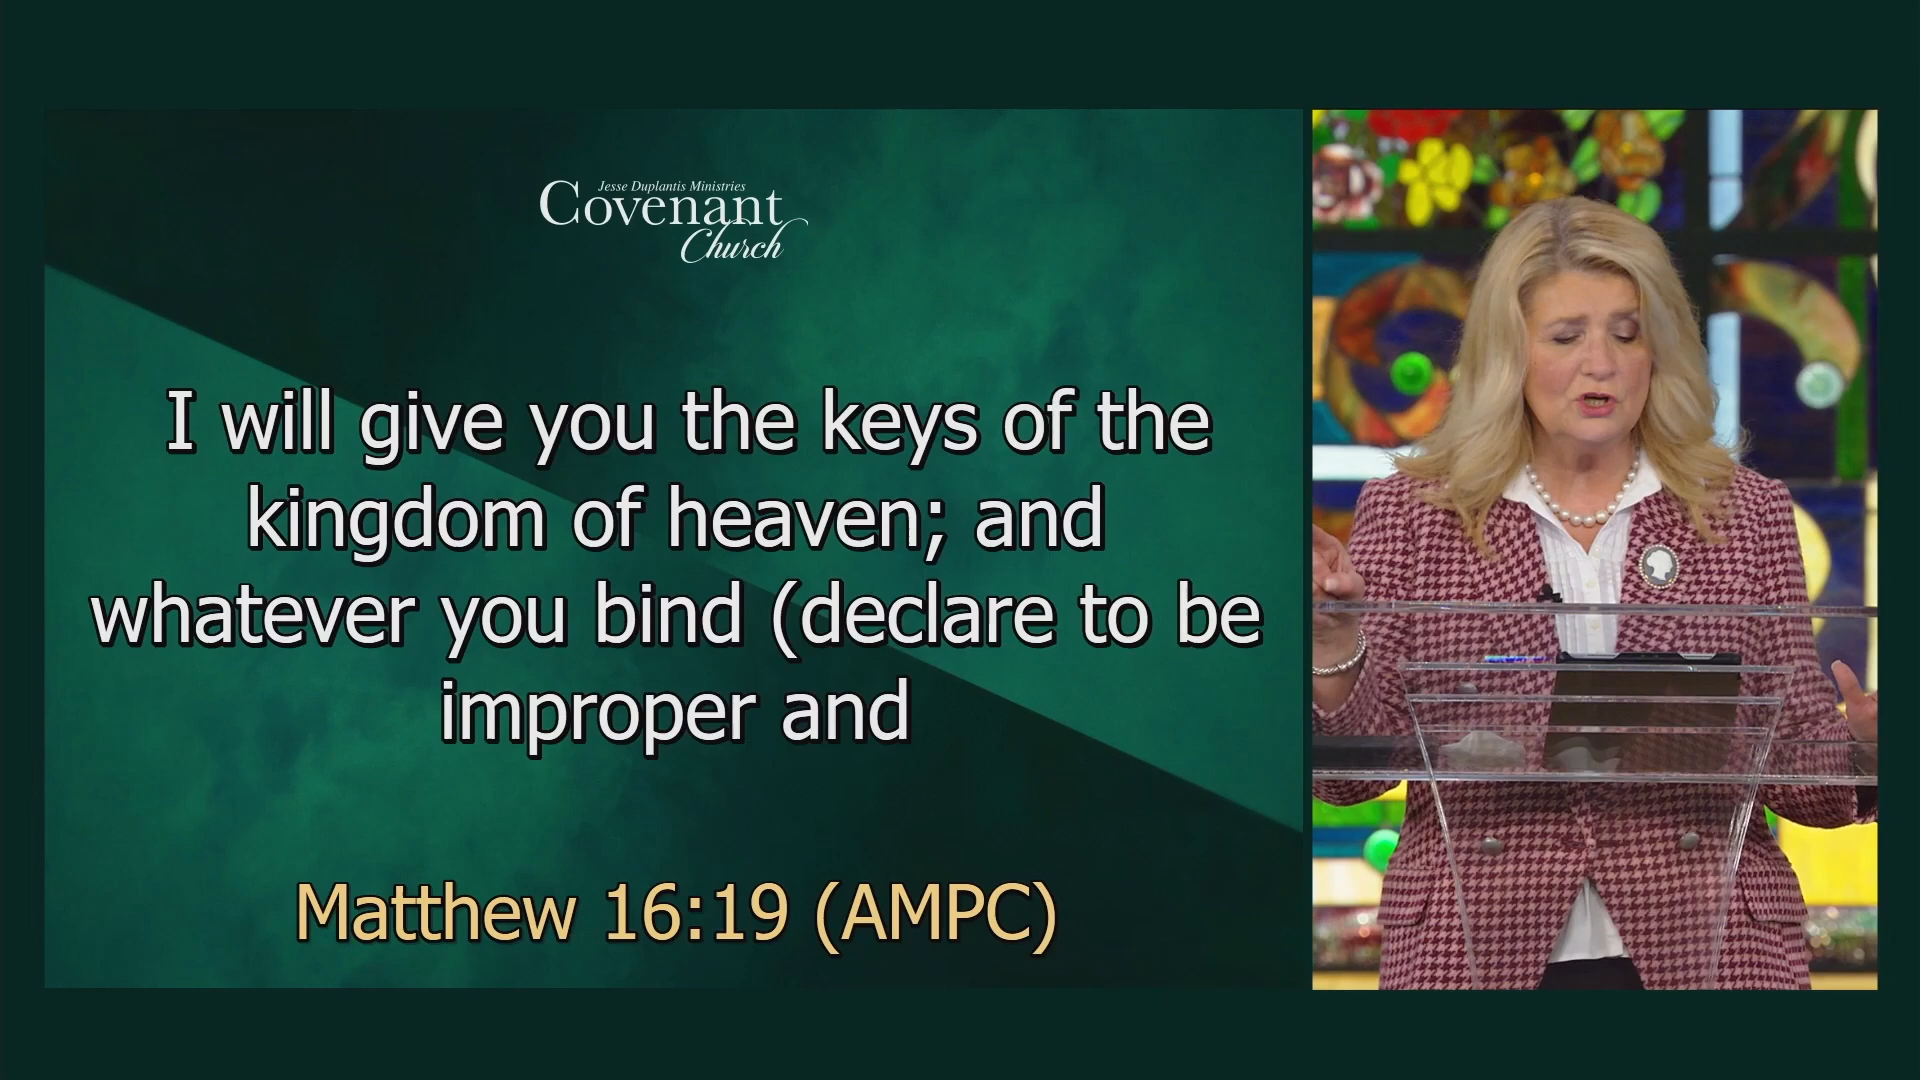 Jesse Duplantis Ministries
Covenant
Church
I will give you the keys of the
kingdom of heaven; and
whatever you bind (declare to be
improper and
Matthew 16:19 (AMPC)